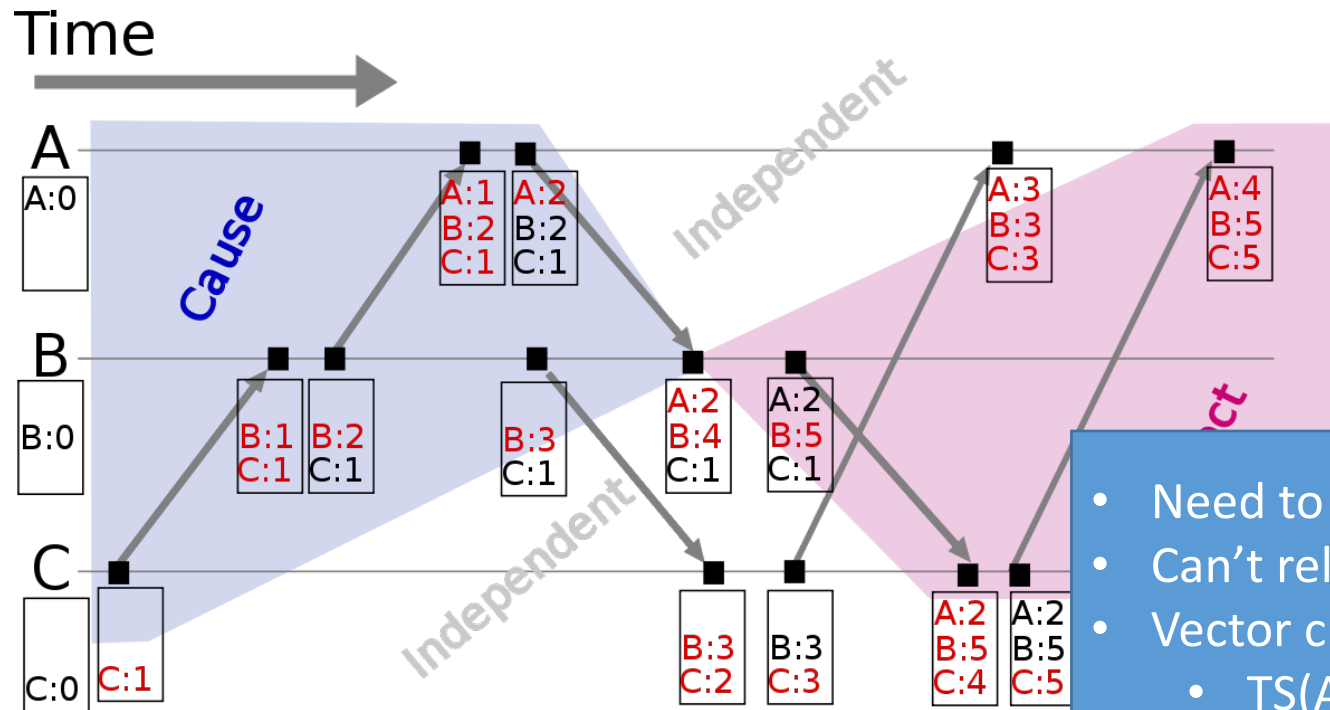 Time
A
A:0
Cause
Independent
A:1
B:2
C:1
A:2
B:2
C:1
A:3
B:3
C:3
A:4
B:5
C:5
B
B:0
B:1
C:1
B:2
C:1
B:3
C:1
A:2
B:4
C:1
A:2
B:5
C:1
Independent
C
C:0
C:1
B:3
C:2
B:3
C:3
A:2
B:5
C:4
A:2
B:5
C:5
ct
• Need to
• Can't rel
• Vector c
• TS(A